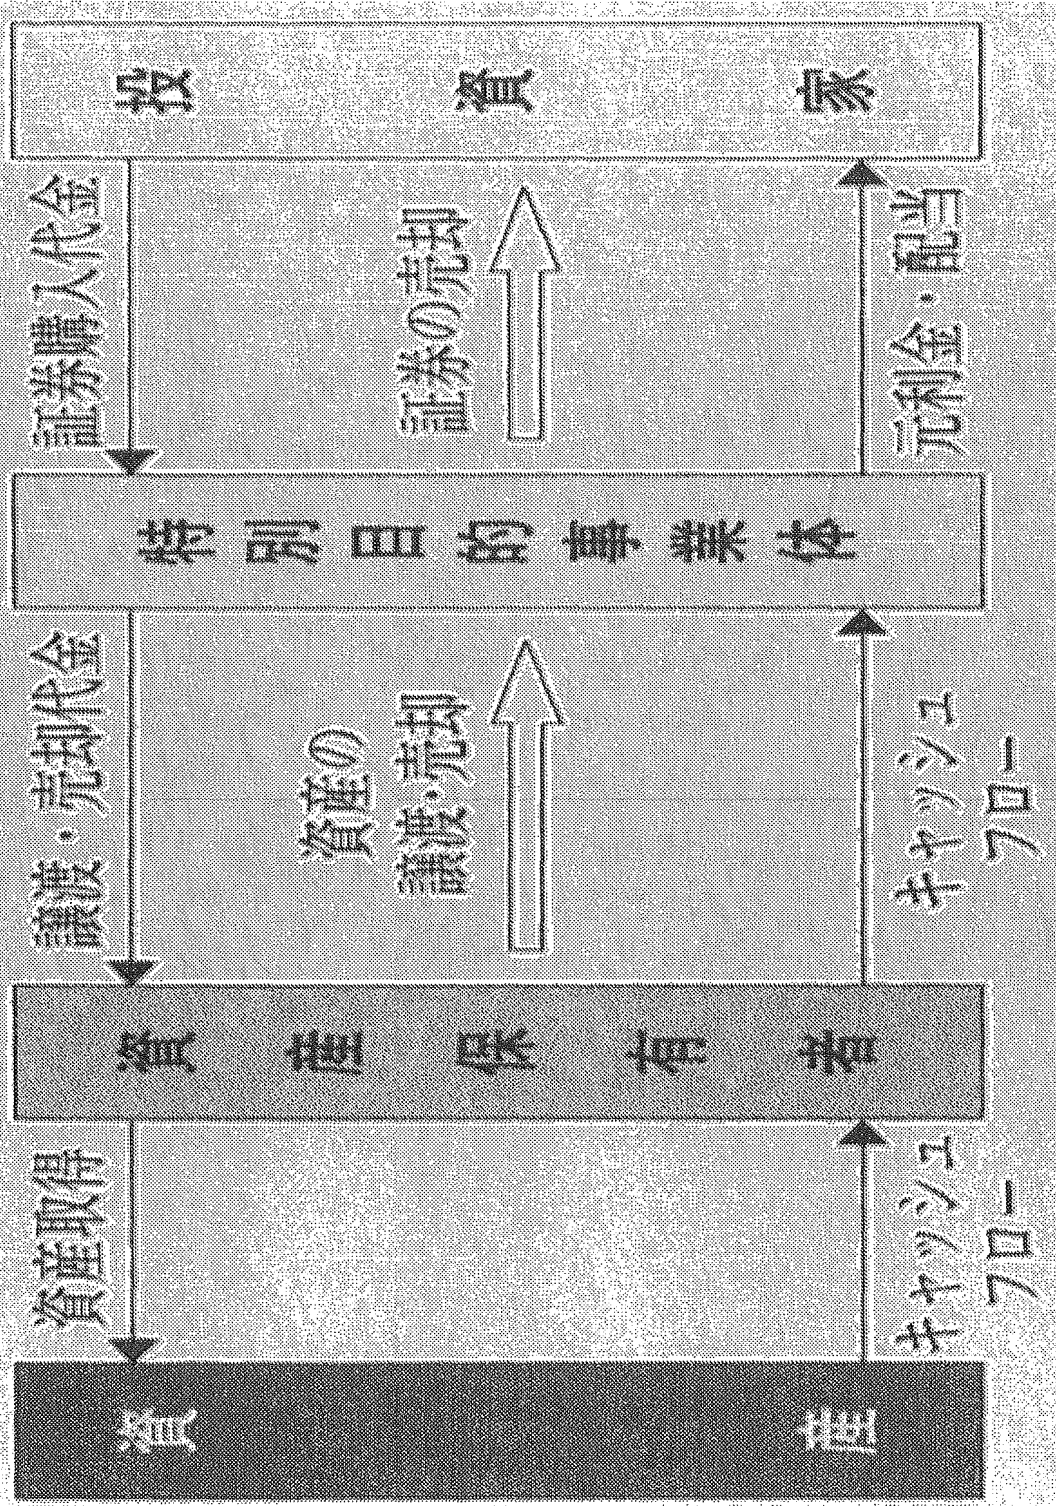 資産
資産取得
キャッシュ
フロー
資産保有者
譲渡・売却代金
資産の
譲渡・売却
キャッシュ
フロー
特別目的事業体
証券購入代金
証券の売却
元利金・配当
投資家